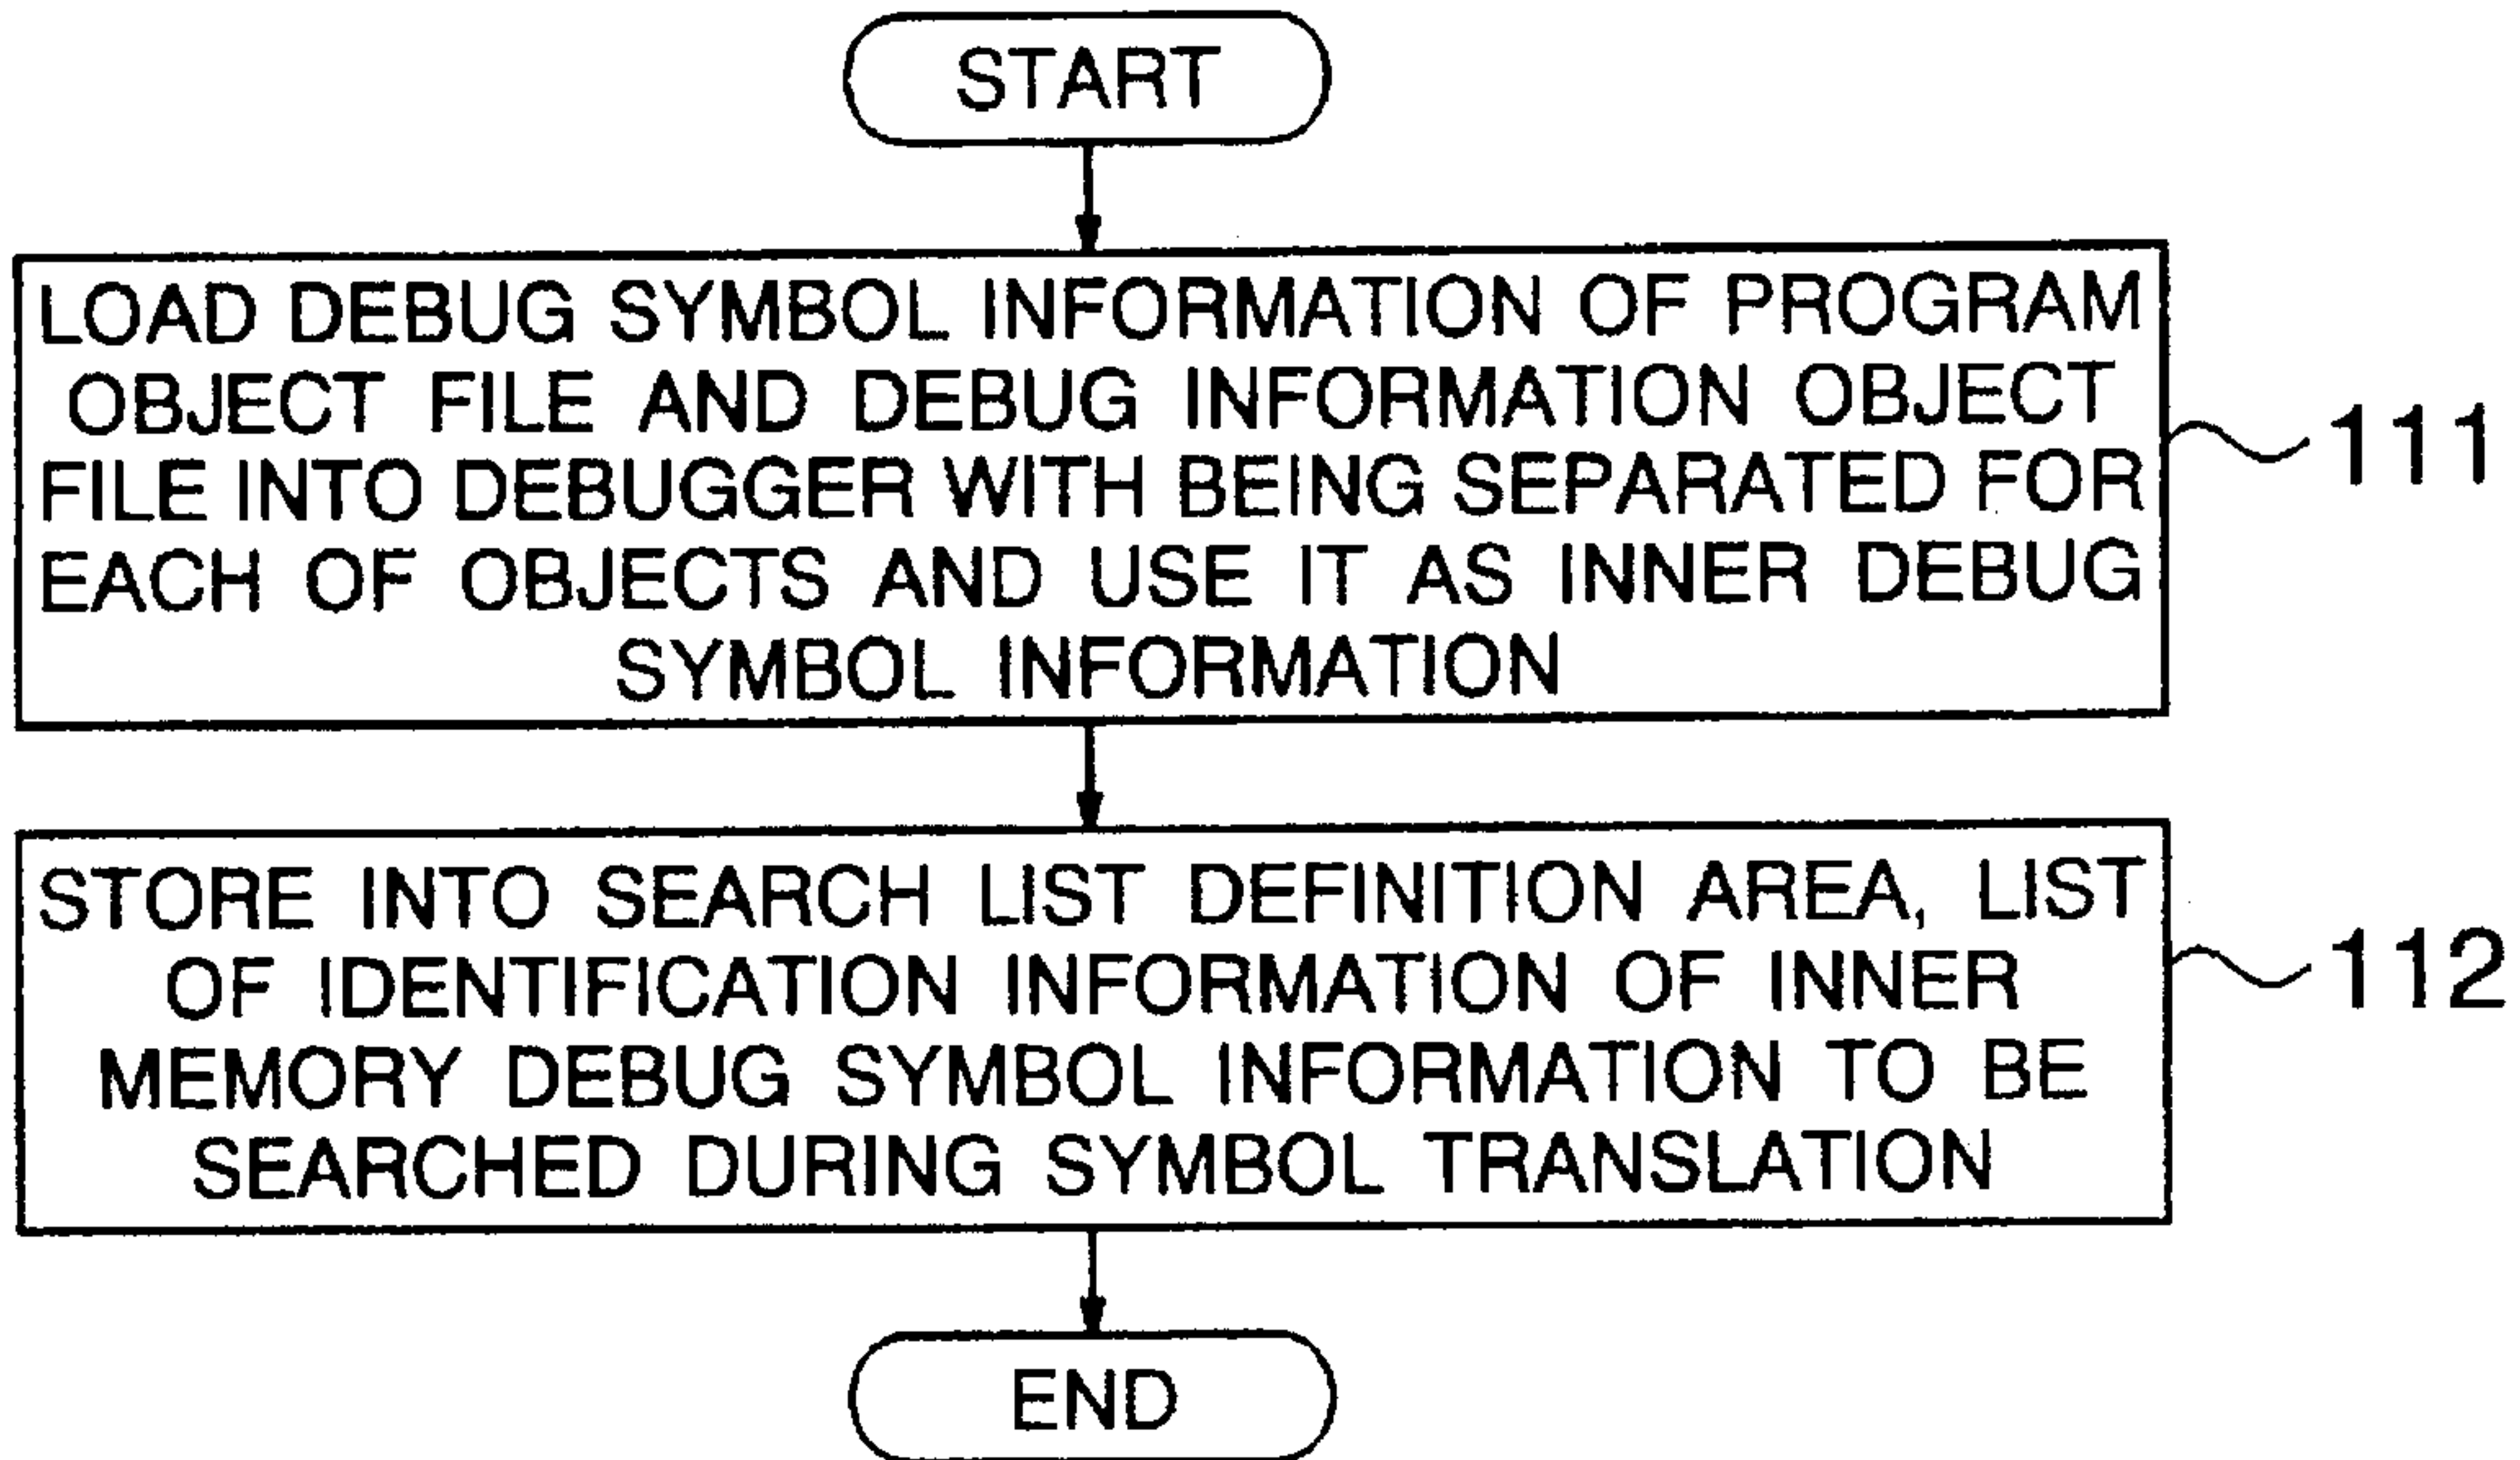 START
LOAD DEBUG SYMBOL INFORMATION OF PROGRAM
OBJECT FILE AND DEBUG INFORMATION OBJECT
FILE INTO DEBUGGER WITH BEING SEPARATED FOR
EACH OF OBJECTS AND USE IT AS INNER DEBUG
SYMBOL INFORMATION
111
STORE INTO SEARCH LIST DEFINITION AREA, LIST
OF IDENTIFICATION INFORMATION OF INNER
MEMORY DEBUG SYMBOL INFORMATION TO BE
SEARCHED DURING SYMBOL TRANSLATION
112
END